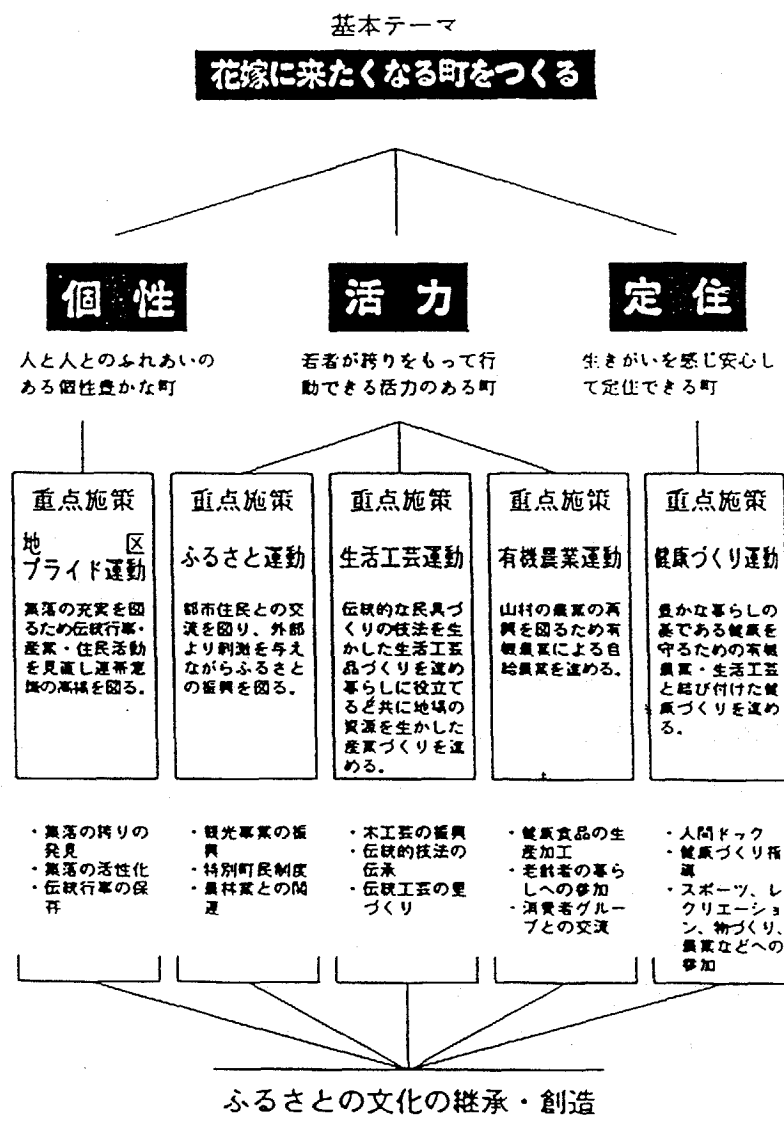 基本テーマ
花嫁に来たくなる町をつくる
個性
人と人とのふれあいの
ある個性豊かな町
活力
若者が誇りをもって行
動できる活力のある町
定住
生きがいを感じ安心し
て定住できる町
重点施策
地区
プライド運動
集落の充実を図
るため伝統行事・
産業・住民活動
を見直し連帯意
識の高揚を図る。
・集落の誇りの
発見
・集落の活性化
・伝統行事の保
存
重点施策
ふるさと運動
都市住民との交
流を図り、外部
より刺激を与え
ながらふるさと
の振興を図る。
・観光事業の振
興
・特別町民制度
・農林業との関
連
重点施策
生活工芸運動
伝統的な民具づ
くりの技法を生
かした生活工芸
品づくりを進め
暮らしに役立て
ると共に地場の
資源を生かした
産業づくりを進
める。
・木工芸の振興
・伝統的技法の
伝承
・伝統工芸の里
づくり
重点施策
有機農業運動
山村の農業の再
興を図るため有
機農業による自
給農業を進める。
・健康食品の生
産加工
・老齢者の暮ら
しへの参加
・消費者グルー
プとの交流
重点施策
健康づくり運動
豊かな暮らしの
基である健康を
守るための有機
農業・生活工芸
と結び付けた健
康づくりを進め
る。
・人間ドック
・健康づくり指
導
・スポーツ、レ
クリエーショ
ン、物づくり、
農業などへの
参加
ふるさとの文化の継承・創造